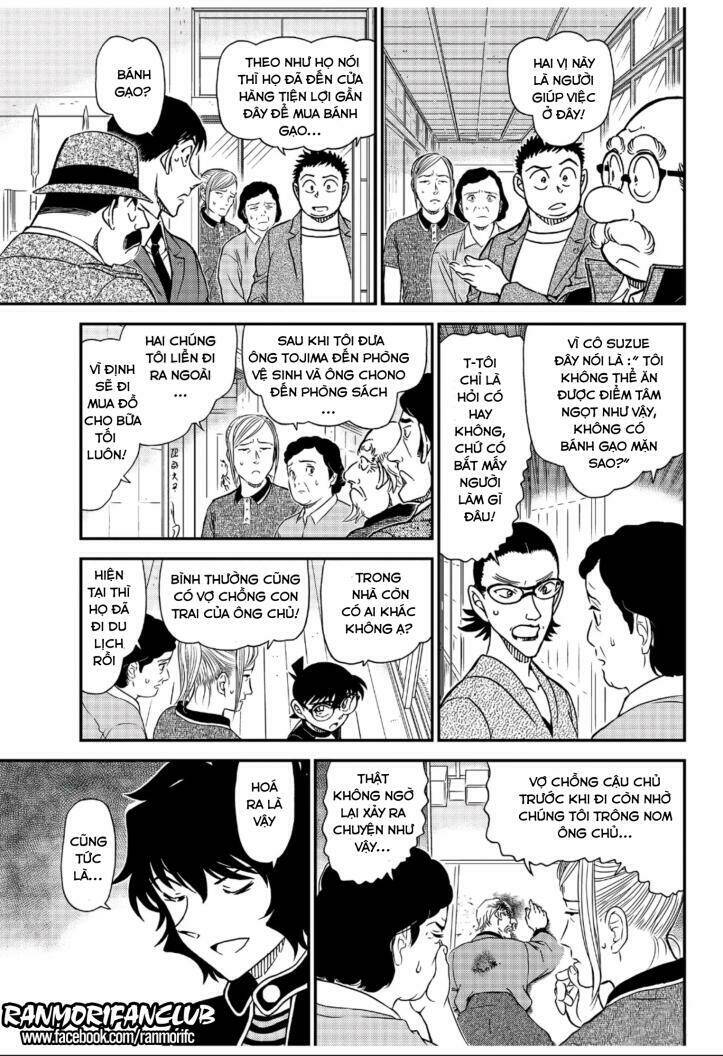 HAI VỊ NÀY
LÀ NGƯỜI
GIÚP VIỆC
Ở ĐÂY!
THEO NHƯ HỌ NÓI
THÌ HỌ ĐÃ ĐẾN CỬA
HÀNG TIỆN LỢI GẦN
ĐÂY ĐỂ MUA BÁNH
GẠO...
BÁNH
GẠO?
VÌ CÔ SUZUE
ĐÂY NÓI LÀ :" TÔI
KHÔNG THỂ ĂN
ĐƯỢC ĐIỂM TÂM
NGỌT NHƯ VẬY,
KHÔNG CÓ
BÁNH GẠO MẶN
SAO?"
T-TÔI
CHỈ LÀ
HỎI CÓ
HAY
KHÔNG,
CHỨ CÓ
BẮT MẤY
NGƯỜI
LÀM GÌ
ĐÂU!
SAU KHI TÔI ĐƯA
ÔNG TOJIMA ĐẾN PHÒNG
VỆ SINH VÀ ÔNG CHONO
ĐẾN PHÒNG SÁCH
...
HAI CHÚNG
TÔI LIỀN ĐI
RA NGOÀI
...
VÌ ĐỊNH
SẼ ĐI
MUA ĐỒ
CHO BỮA
TỐI
LUÔN!
TRONG
NHÀ CÒN
CÓ AI KHÁC
KHÔNG Ạ?
BÌNH THƯỜNG CŨNG
CÓ VỢ CHỒNG CON
TRAI CỦA ÔNG CHỦ!
HIỆN
TẠI THÌ
HỌ ĐÃ
ĐI DU
LỊCH
RỒI
VỢ CHỒNG CẬU CHỦ
TRƯỚC KHI ĐI CÒN NHỜ
CHÚNG TÔI TRÔNG NOM
ÔNG CHỦ...
THẬT
KHÔNG NGỜ
LẠI XẢY RA
CHUYỆN NHƯ
VẬY...
HOÁ
RA LÀ
VẬY
CŨNG
TỨC
LÀ...
RANMORIFANCLUB
www.facebook.com/ranmorifc